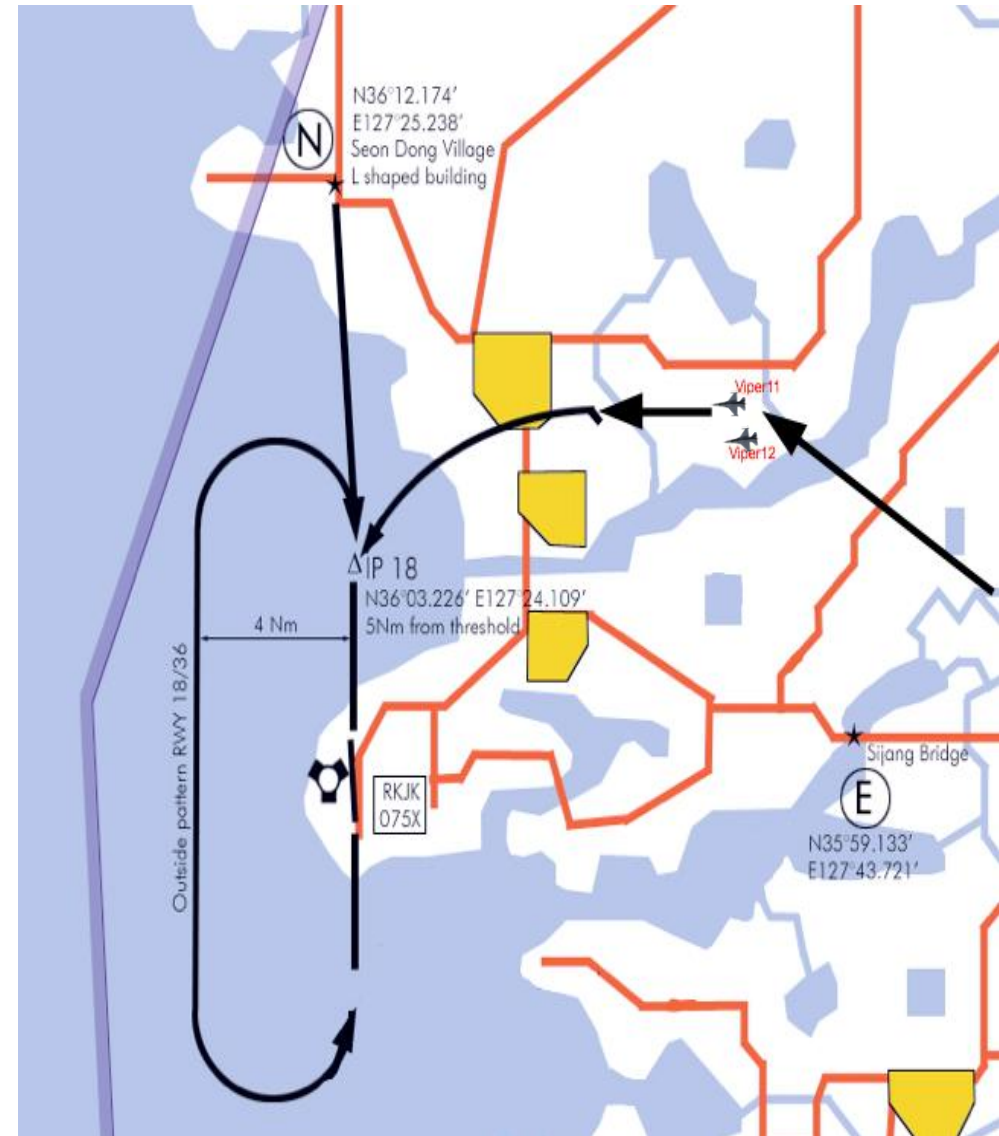 N36°12.174'
E127°25.238'
Seon Dong Village
L shaped building
N
Viper11
Viper12
IP 18
N36°03.226' E127°24.109'
5Nm from threshold
4 Nm
Outside pattern RWY 18/36
RKJK
075X
Sijang Bridge
E
N35°59.133'
E127°43.721'